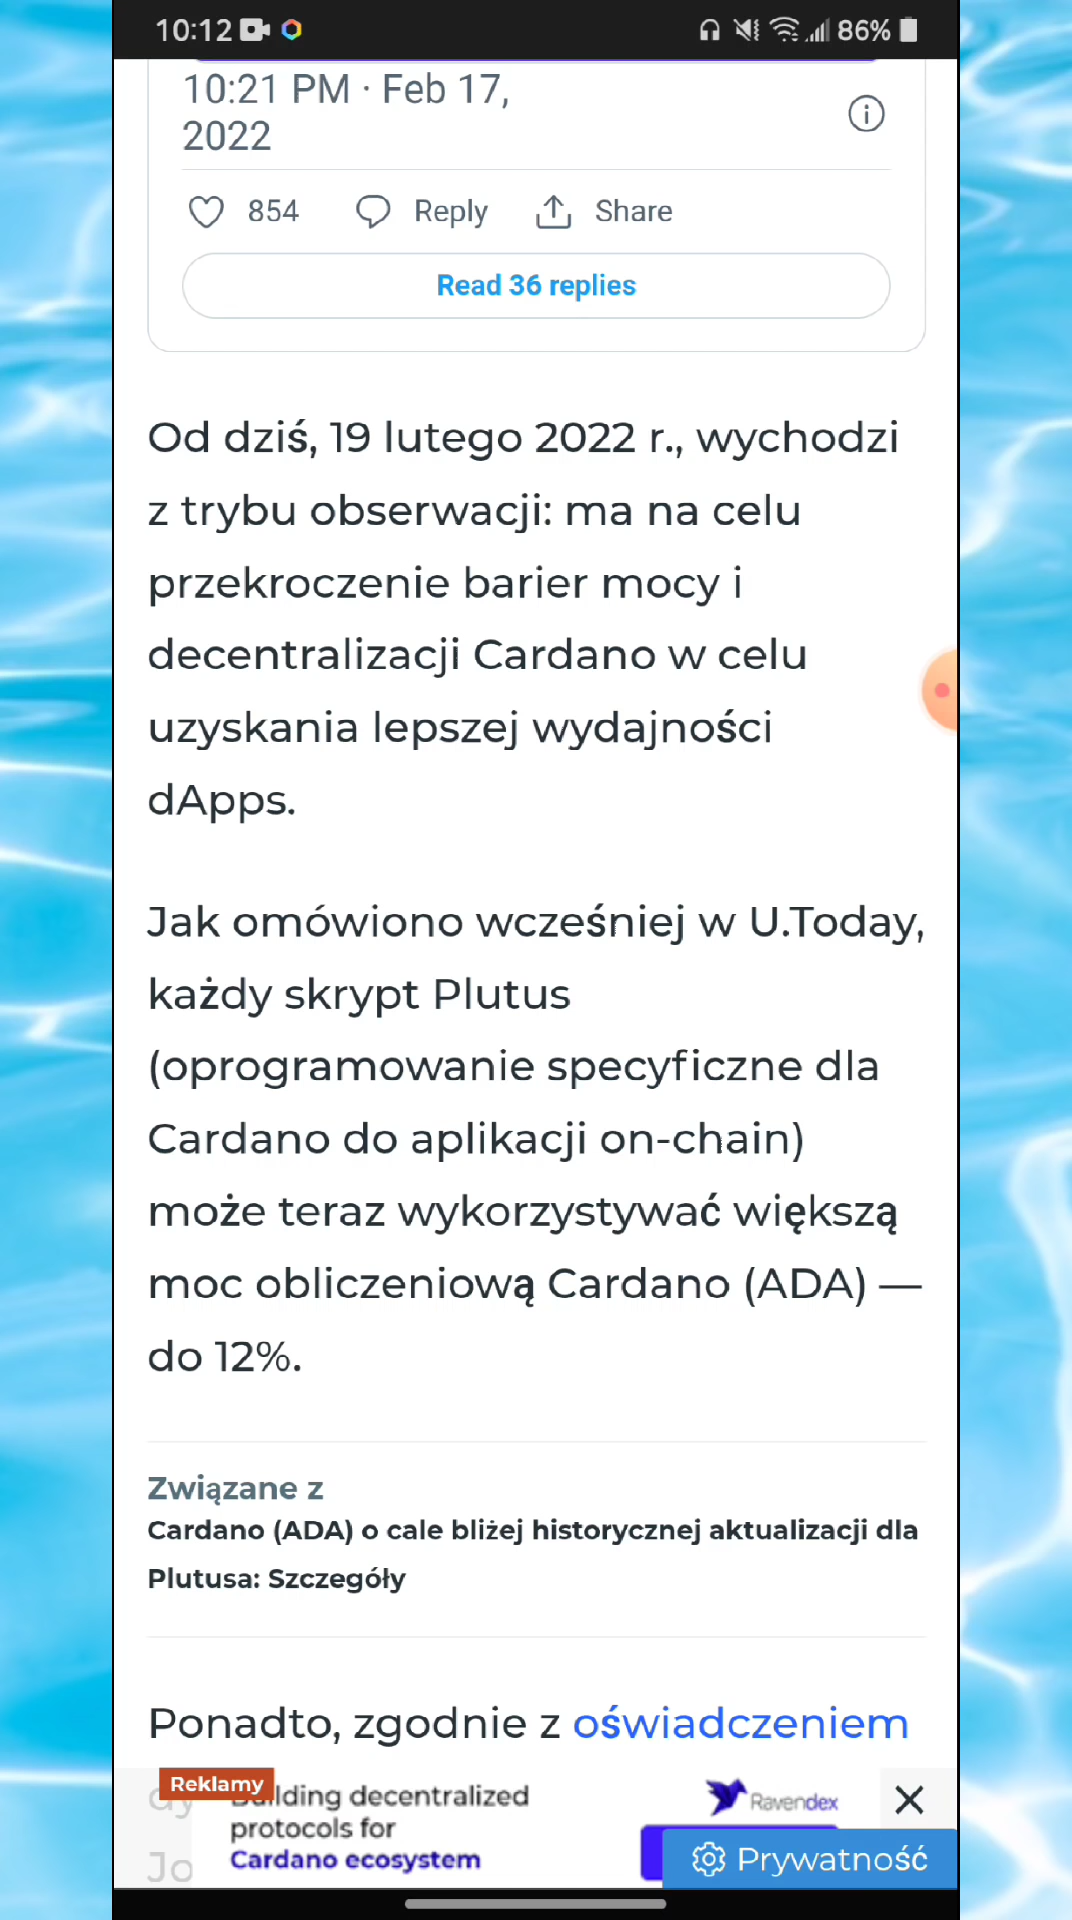 10:12
86%
10:21 PM · Feb 17,
2022
854 Reply Share
Read 36 replies
Od dziś, 19 lutego 2022 r., wychodzi
z trybu obserwacji: ma na celu
przekroczenie barier mocy i
decentralizacji Cardano w celu
uzyskania lepszej wydajności
dApps.
Jak omówiono wcześniej w U.Today,
każdy skrypt Plutus
(oprogramowanie specyficzne dla
Cardano do aplikacji on-chain)
może teraz wykorzystywać większą
moc obliczeniową Cardano (ADA) —
do 12%.
Związane z
Cardano (ADA) o cale bliżej historycznej aktualizacji dla
Plutusa: Szczegóły
Ponadto, zgodnie z oświadczeniem
Reklamy
Building decentralized
protocols for
Cardano ecosystem
Ravendex
Prywatność